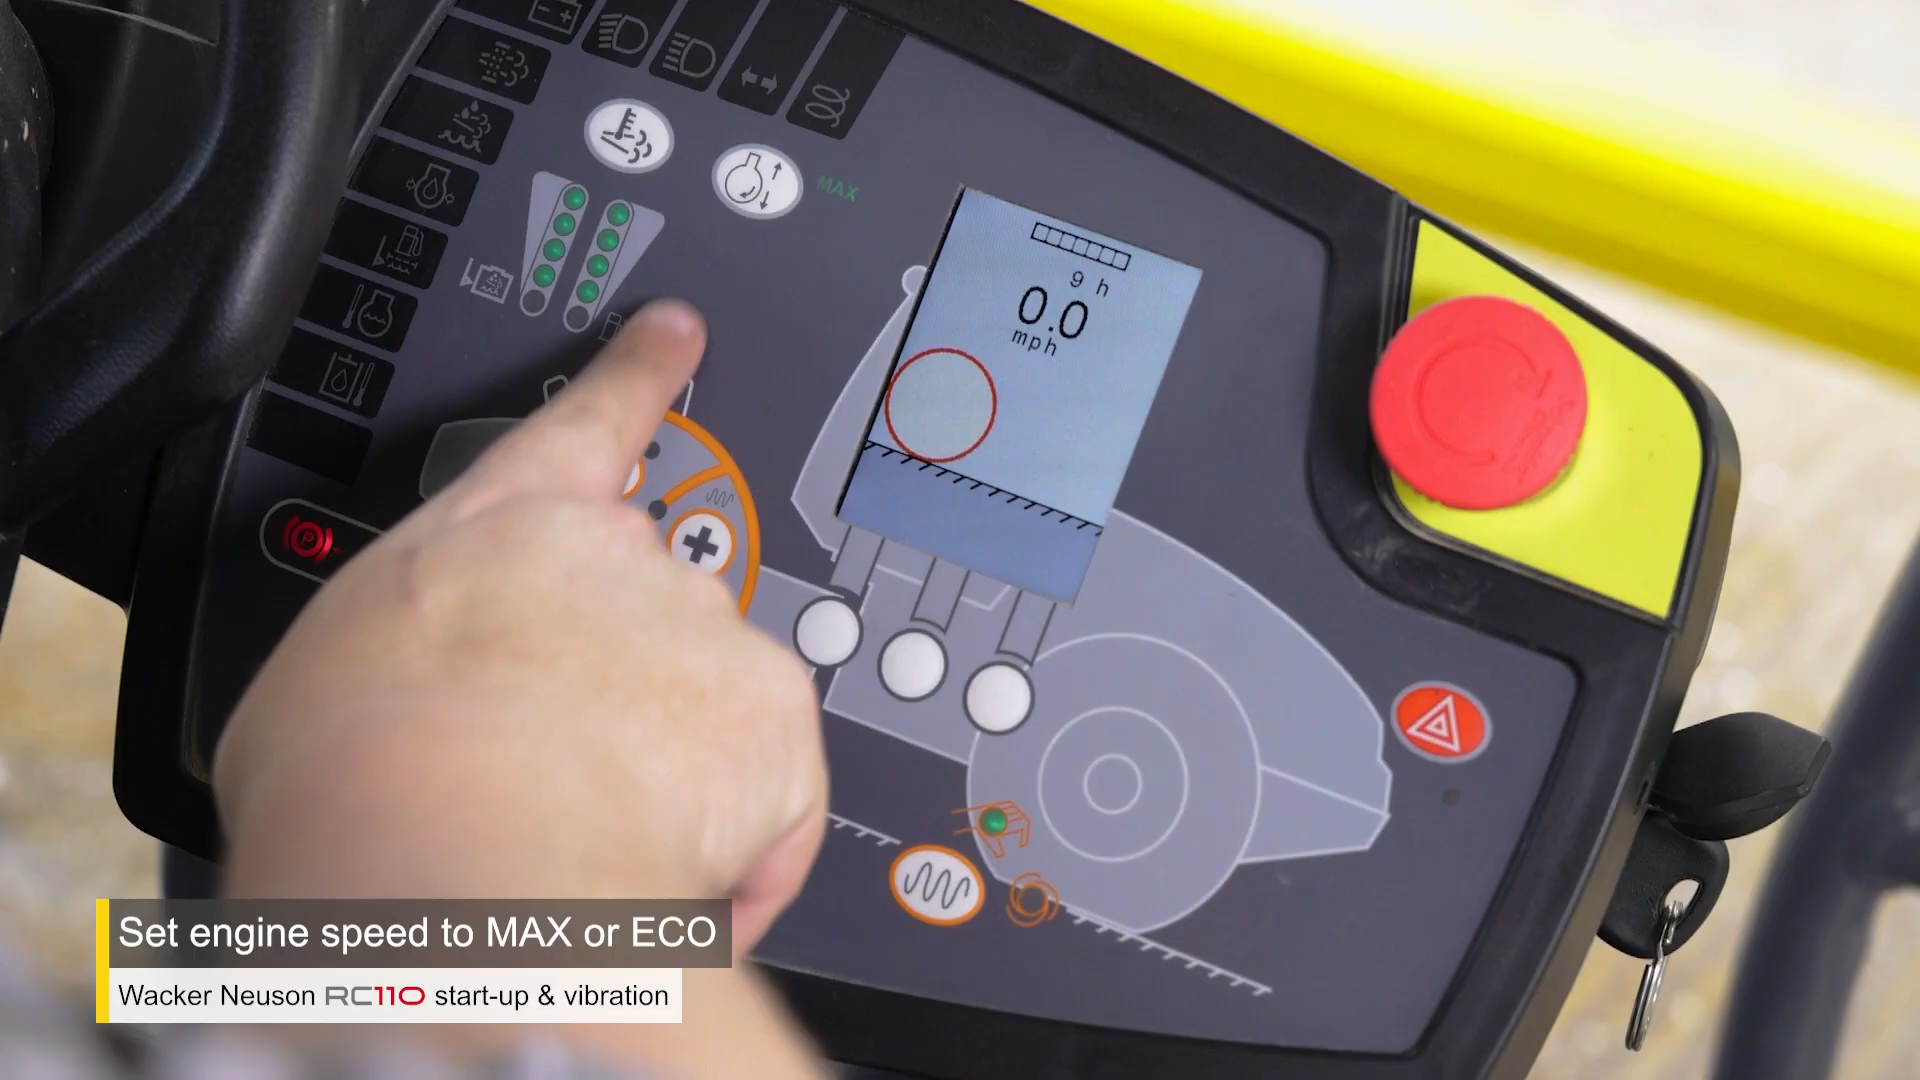 MAX
9 h
0.0
mph
P
Set engine speed to MAX or ECO
Wacker Neuson RC110 start-up & vibration